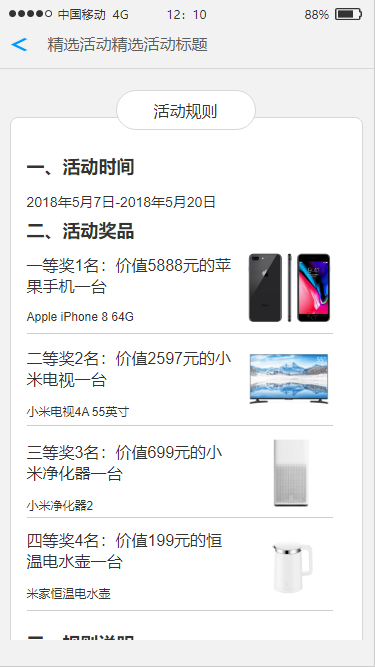 中国移动 4G 12：10 88%
精选活动精选活动标题
活动规则
一、活动时间
2018年5月7日-2018年5月20日
二、活动奖品
一等奖1名：价值5888元的苹
果手机一台
Apple iPhone 8 64G
二等奖2名：价值2597元的小
米电视一台
小米电视4A 55英寸
三等奖3名：价值699元的小
米净化器一台
小米净化器2
四等奖4名：价值199元的恒
温电水壶一台
米家恒温电水壶
三、规则说明